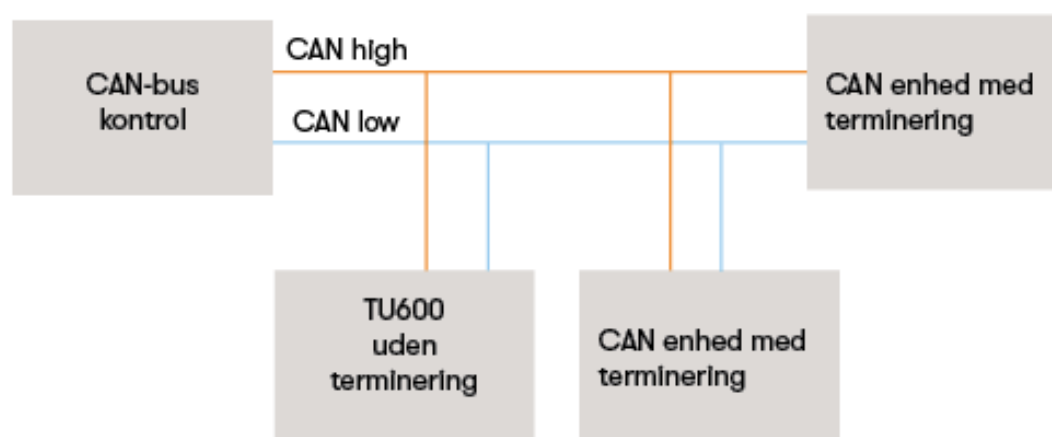 CAN-bus
kontrol
CAN high
CAN low
CAN enhed med
terminering
TU600
uden
terminering
CAN enhed med
terminering